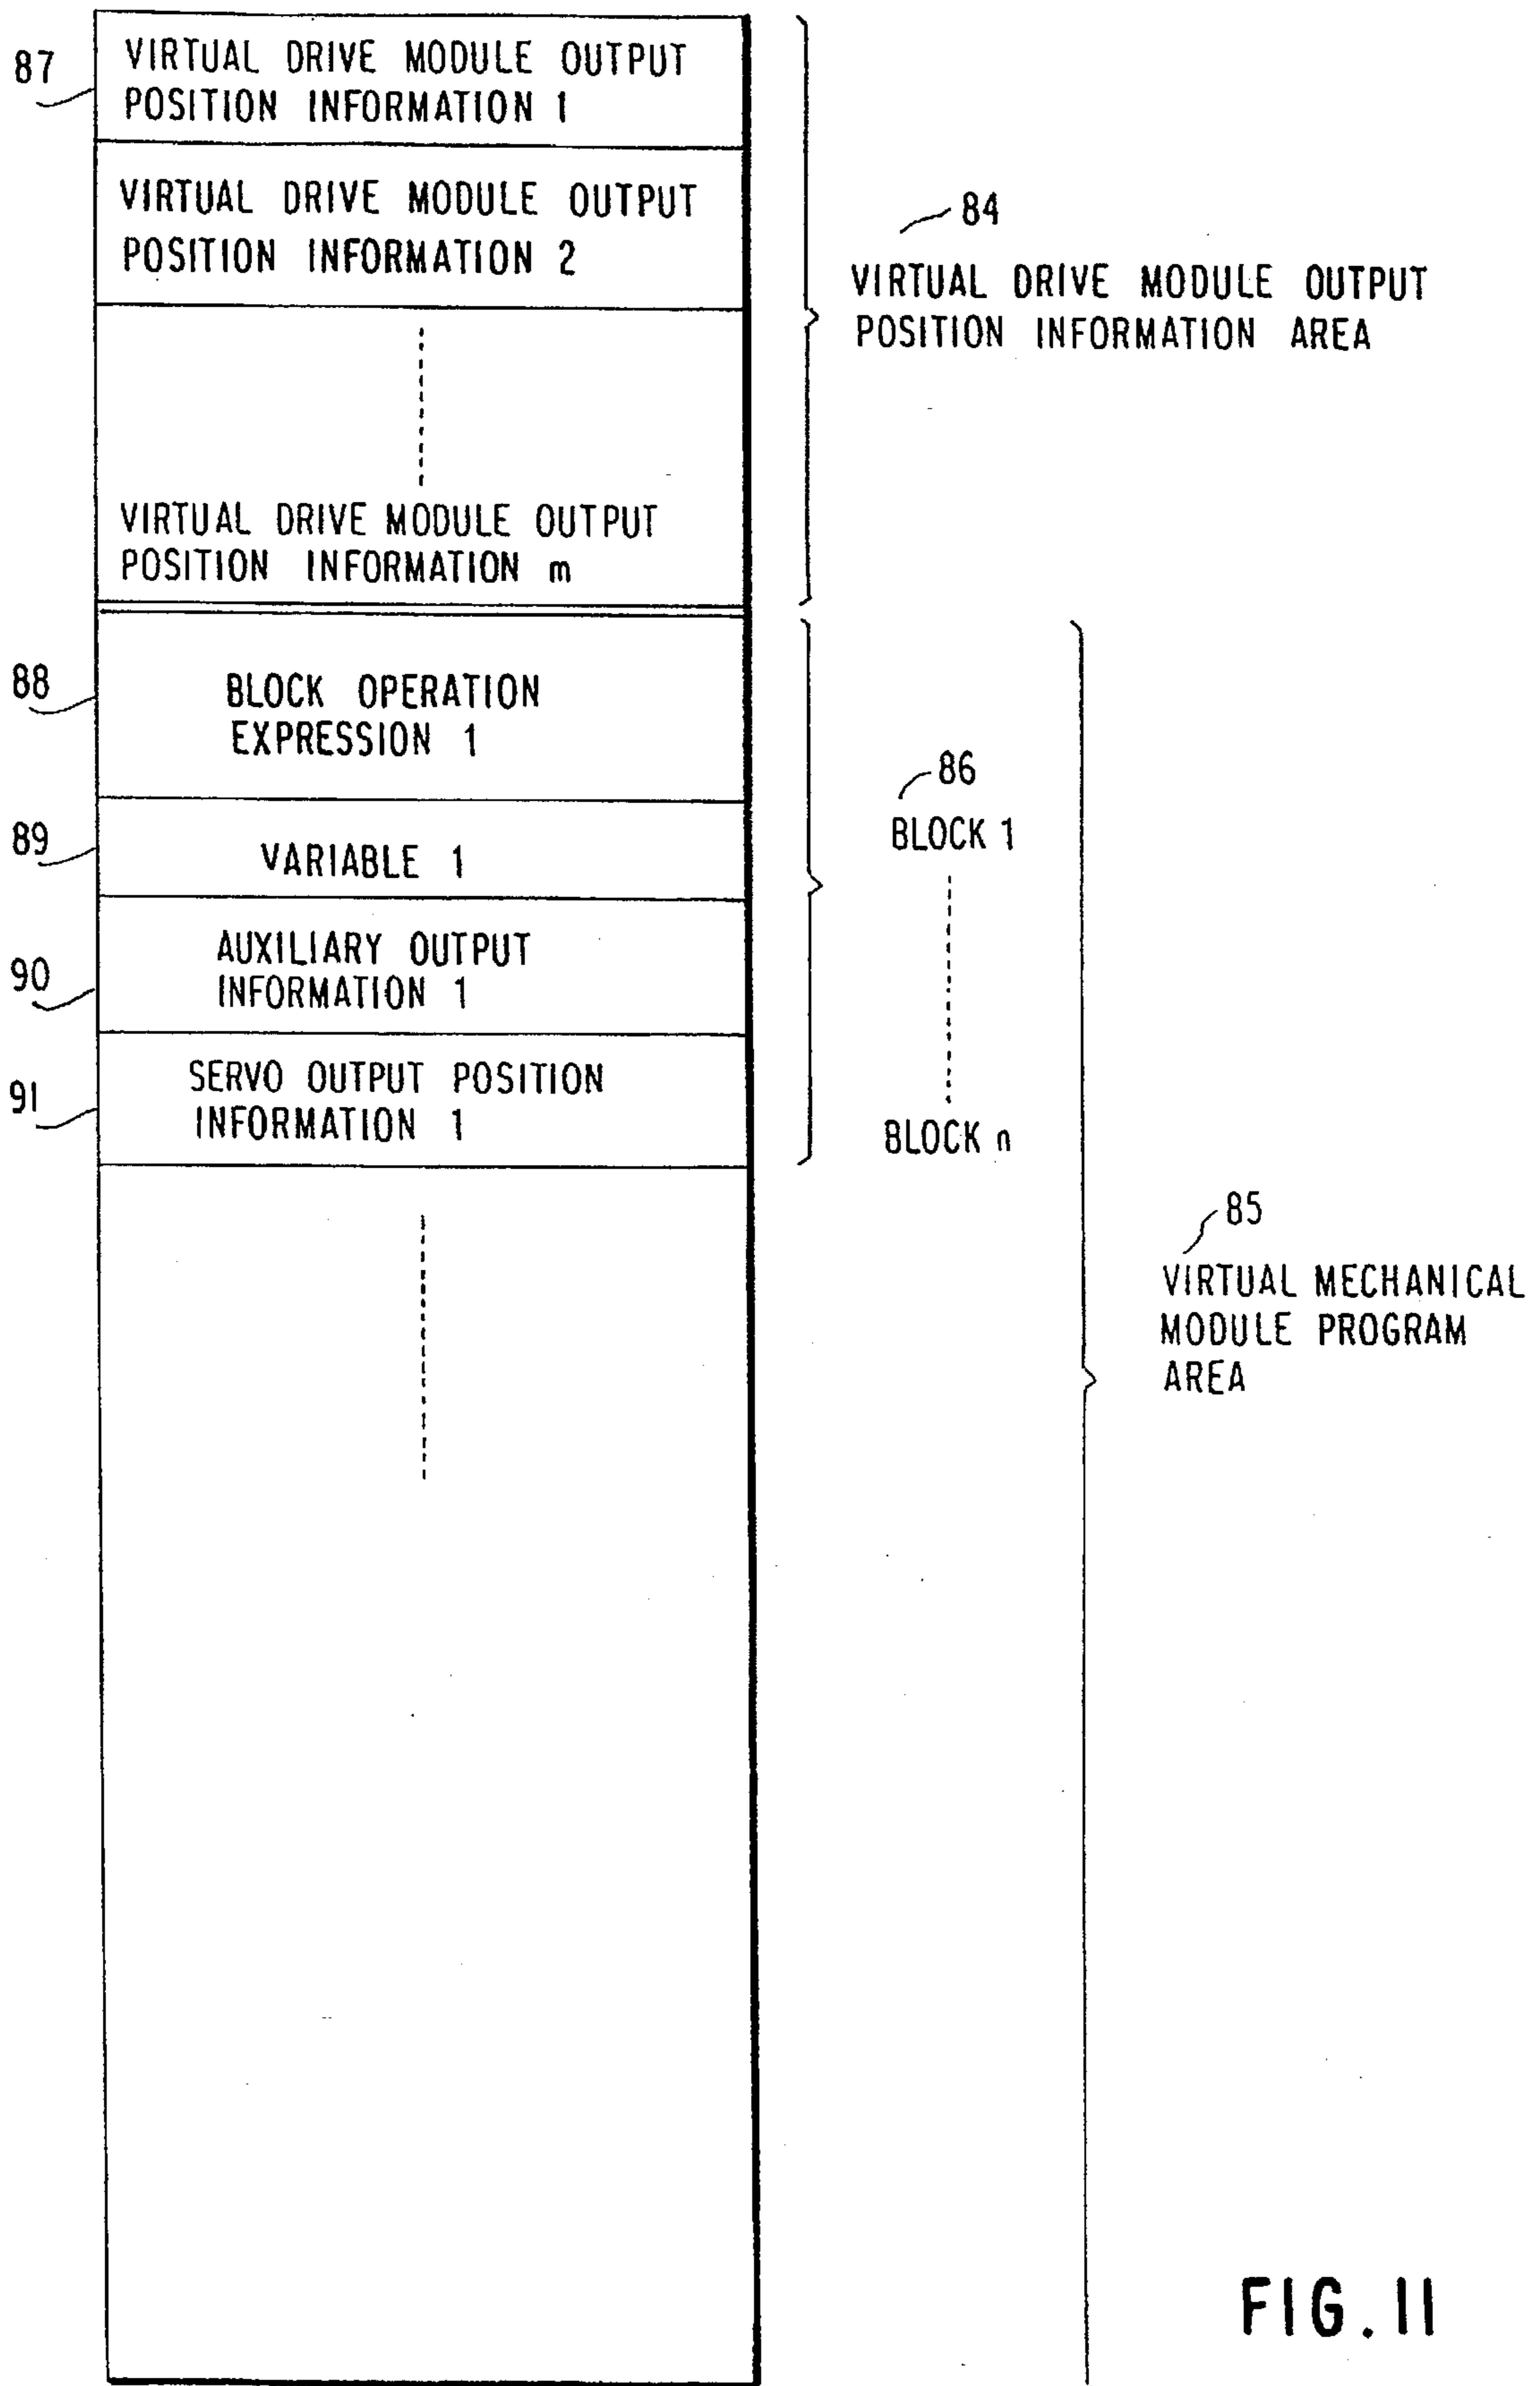 87
VIRTUAL DRIVE MODULE OUTPUT
POSITION INFORMATION 1
VIRTUAL DRIVE MODULE OUTPUT
POSITION INFORMATION 2
84
VIRTUAL DRIVE MODULE OUTPUT
POSITION INFORMATION AREA
VIRTUAL DRIVE MODULE OUTPUT
POSITION INFORMATION m
88
BLOCK OPERATION
EXPRESSION 1
86
BLOCK 1
89
VARIABLE 1
90
AUXILIARY OUTPUT
INFORMATION 1
91
SERVO OUTPUT POSITION
INFORMATION 1
BLOCK n
85
VIRTUAL MECHANICAL
MODULE PROGRAM
AREA
FIG. 11